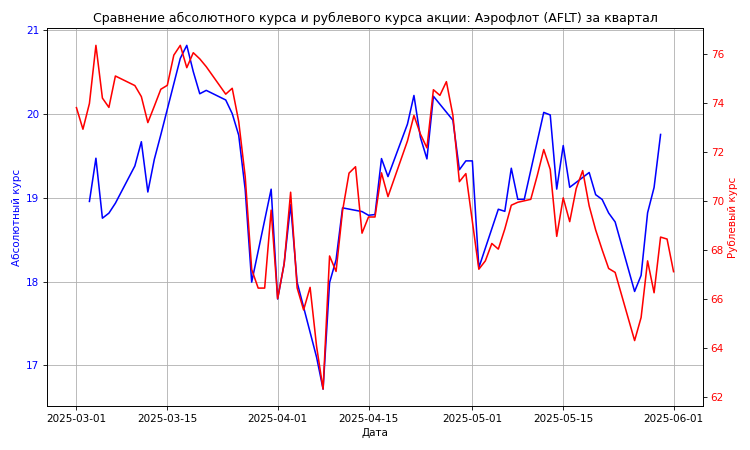 Сравнение абсолютного курса и рублевого курса акции: Аэрофлот (AFLT) за квартал
21
20
19
18
17
Абсолютный курс
76
74
72
70
68
66
64
62
Рублевый курс
2025-03-01 2025-03-15 2025-04-01 2025-04-15 2025-05-01 2025-05-15 2025-06-01
Дата